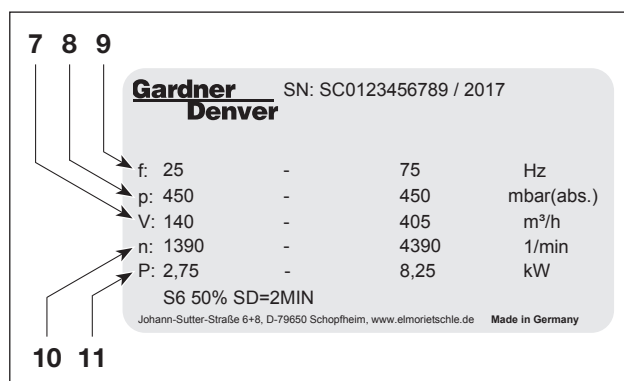 7 8 9
Gardner Denver SN: SC0123456789 / 2017
f: 25 - 75 Hz
p: 450 - 450 mbar(abs.)
V: 140 - 405 m³/h
n: 1390 - 4390 1/min
P: 2,75 - 8,25 kW
S6 50% SD=2MIN
Johann-Sutter-Straße 6+8, D-79650 Schopfheim, www.elmorietschle.de Made in Germany
10 11